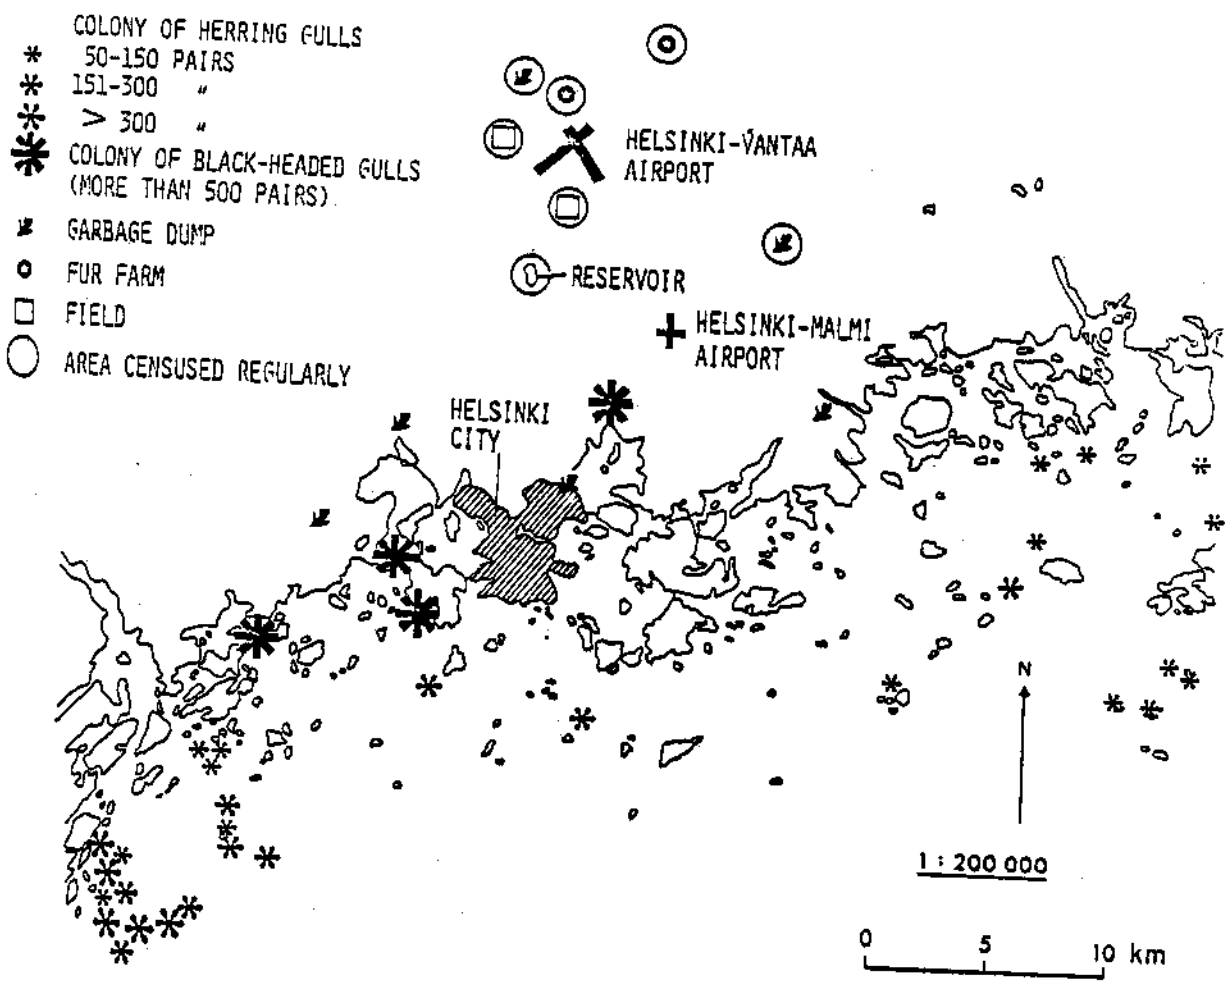 COLONY OF HERRING GULLS
50-150 PAIRS
151-300 "
> 300 "
COLONY OF BLACK-HEADED GULLS
(MORE THAN 500 PAIRS)
GARBAGE DUMP
FUR FARM
FIELD
AREA CENSUSED REGULARLY
HELSINKI-VANTAA
AIRPORT
RESERVOIR
HELSINKI-MALMI
AIRPORT
HELSINKI
CITY
N
1 : 200 000
0 5 10 km